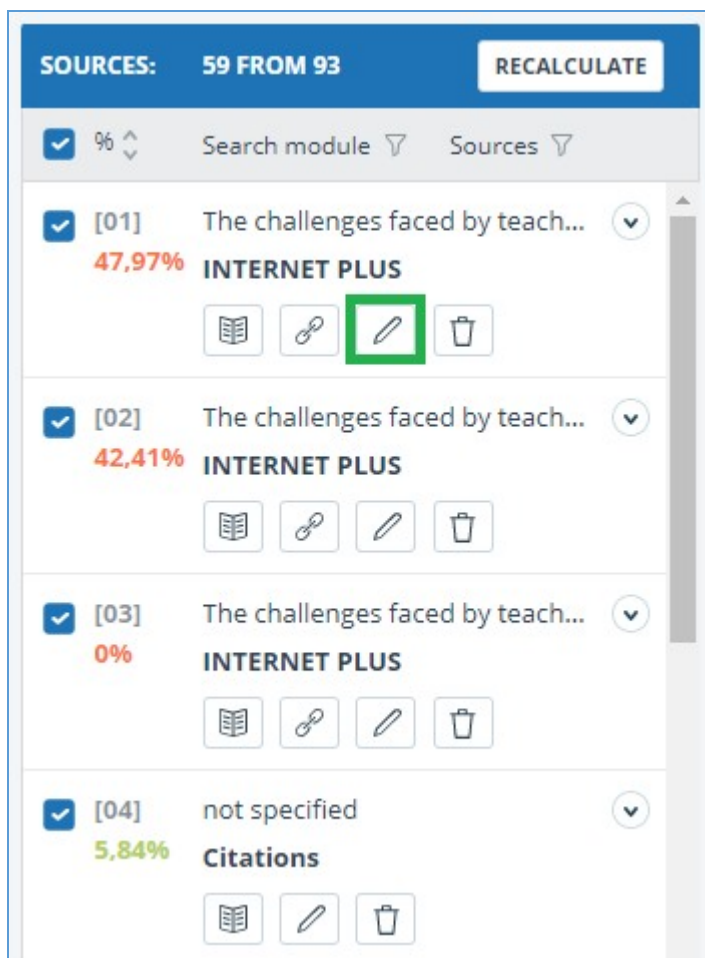 SOURCES: 59 FROM 93 RECALCULATE
% Search module Sources
[01] The challenges faced by teach...
47,97% INTERNET PLUS
[02] The challenges faced by teach...
42,41% INTERNET PLUS
[03] The challenges faced by teach...
0% INTERNET PLUS
[04] not specified
5,84% Citations